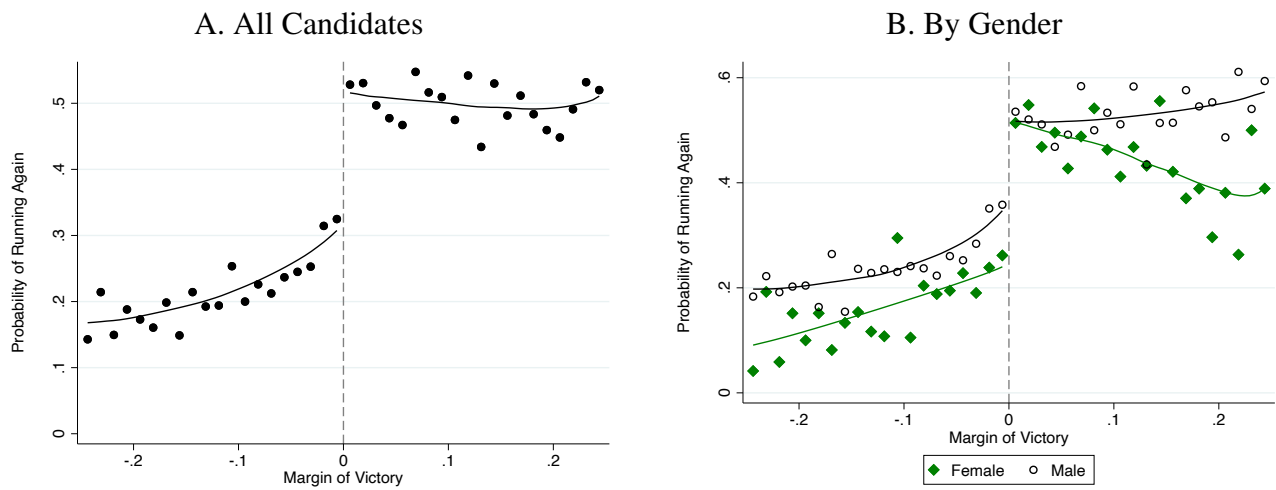 A. All Candidates
Probability of Running Again
.5
.4
.3
.2
.1
0
-.2
-.1
0
.1
.2
Margin of Victory
B. By Gender
Probability of Running Again
.6
.4
.2
0
-.2
-.1
0
.1
.2
Margin of Victory
Female
Male